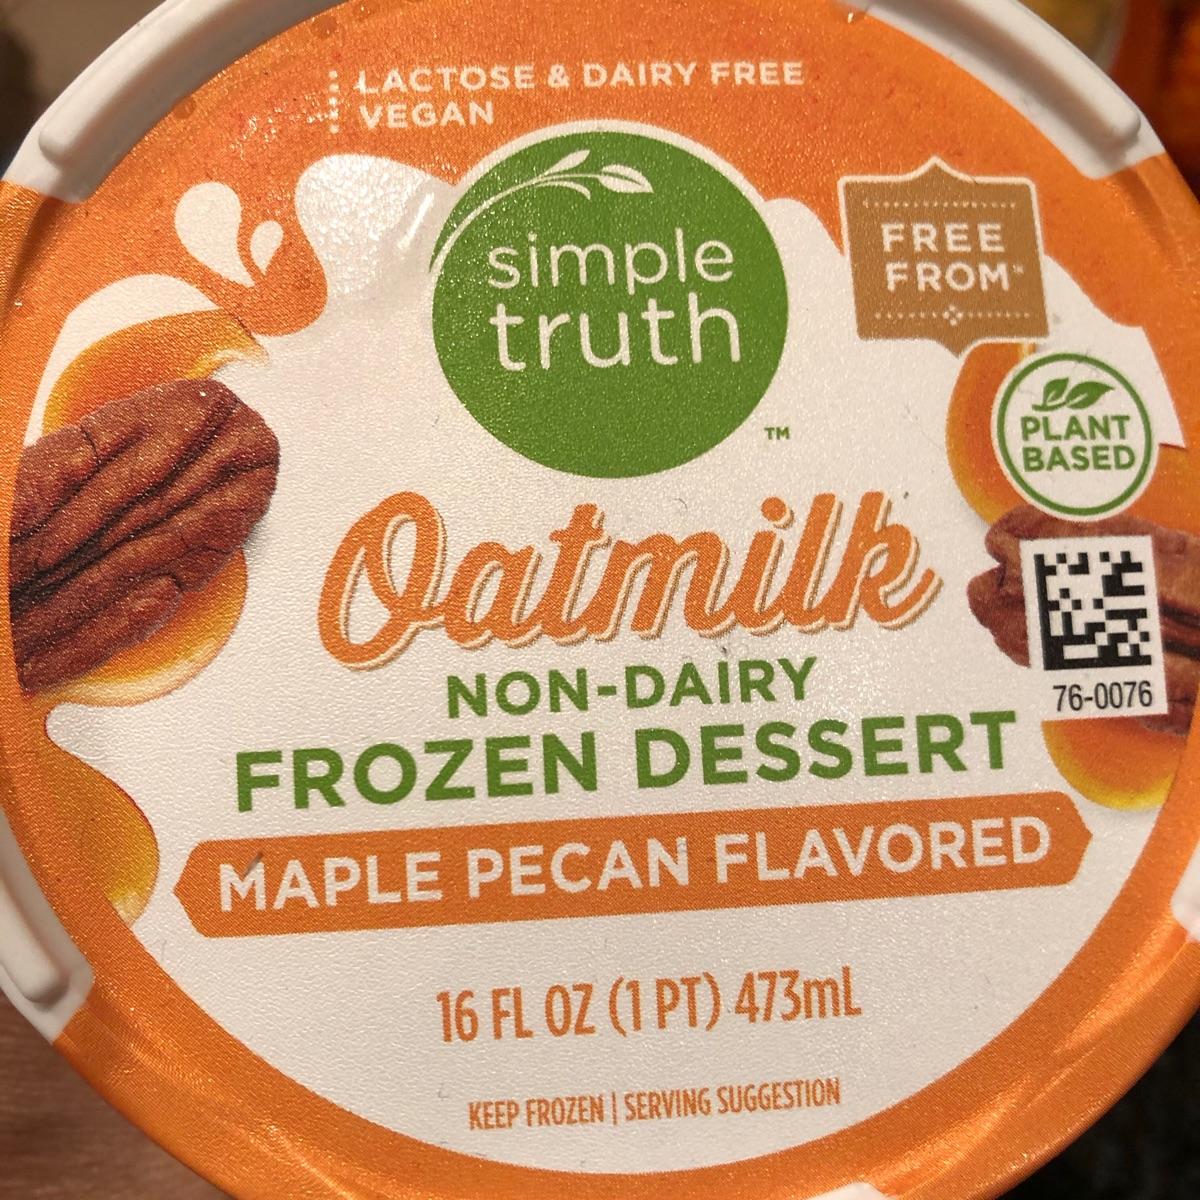 LACTOSE & DAIRY FREE
VEGAN
simple
truth
™
FREE
FROM™
PLANT
BASED
Oatmilk
76-0076
NON-DAIRY
FROZEN DESSERT
MAPLE PECAN FLAVORED
16 FL OZ (1 PT) 473mL
KEEP FROZEN | SERVING SUGGESTION